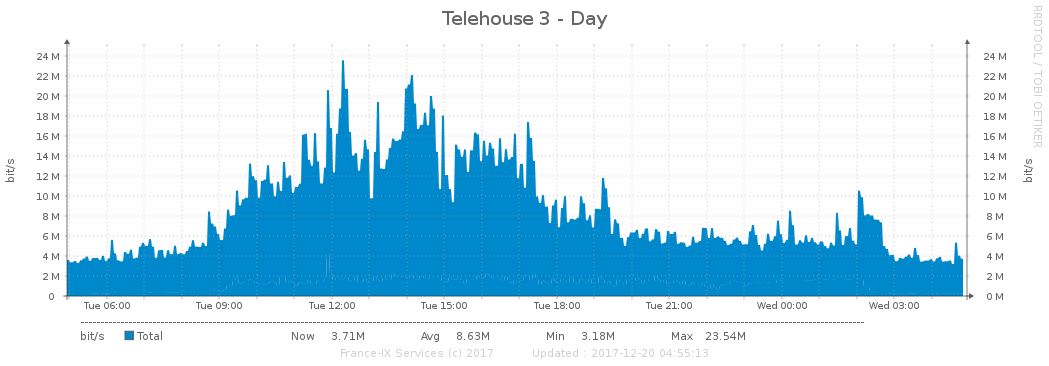 Telehouse 3 - Day
RRDTOOL / TOBI OETIKER
bit/s
24 M 24 M
22 M 22 M
20 M 20 M
18 M 18 M
16 M 16 M
14 M 14 M
12 M 12 M
10 M 10 M
8 M 8 M
6 M 6 M
4 M 4 M
2 M 2 M
0 0 M
bit/s
Tue 06:00 Tue 09:00 Tue 12:00 Tue 15:00 Tue 18:00 Tue 21:00 Wed 00:00 Wed 03:00
bit/s Total Now 3.71M Avg 8.63M Min 3.18M Max 23.54M
France-IX Services (c) 2017 Updated : 2017-12-20 04:55:13